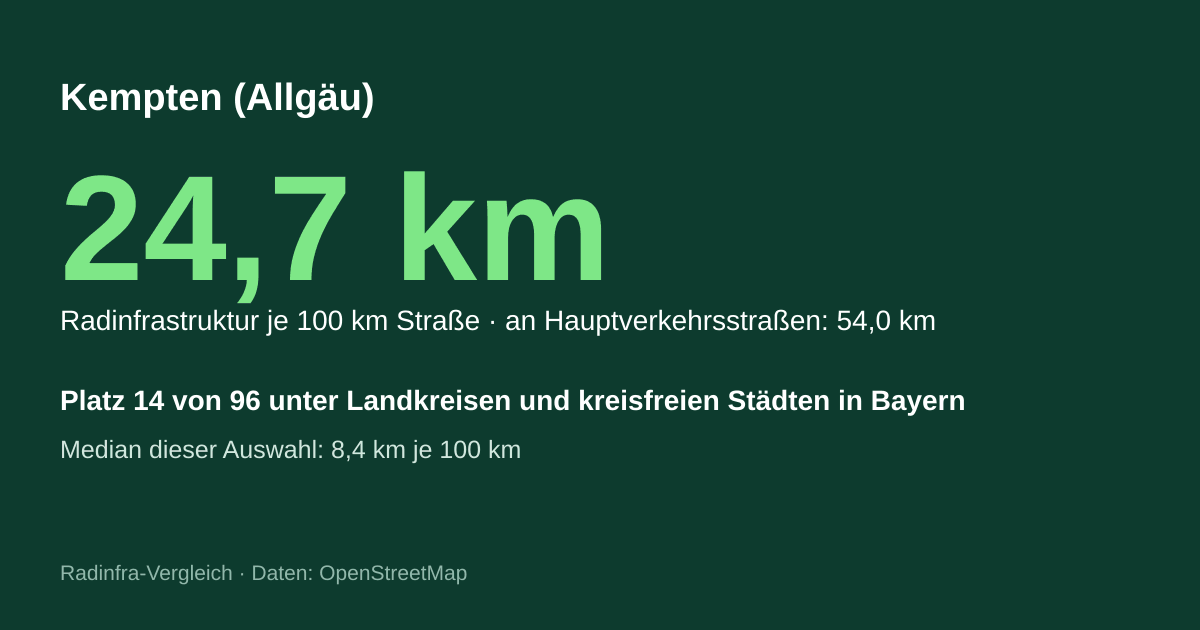 Kempten (Allgäu)
24,7 km
Radinfrastruktur je 100 km Straße · an Hauptverkehrsstraßen: 54,0 km
Platz 14 von 96 unter Landkreisen und kreisfreien Städten in Bayern
Median dieser Auswahl: 8,4 km je 100 km
Radinfra-Vergleich · Daten: OpenStreetMap